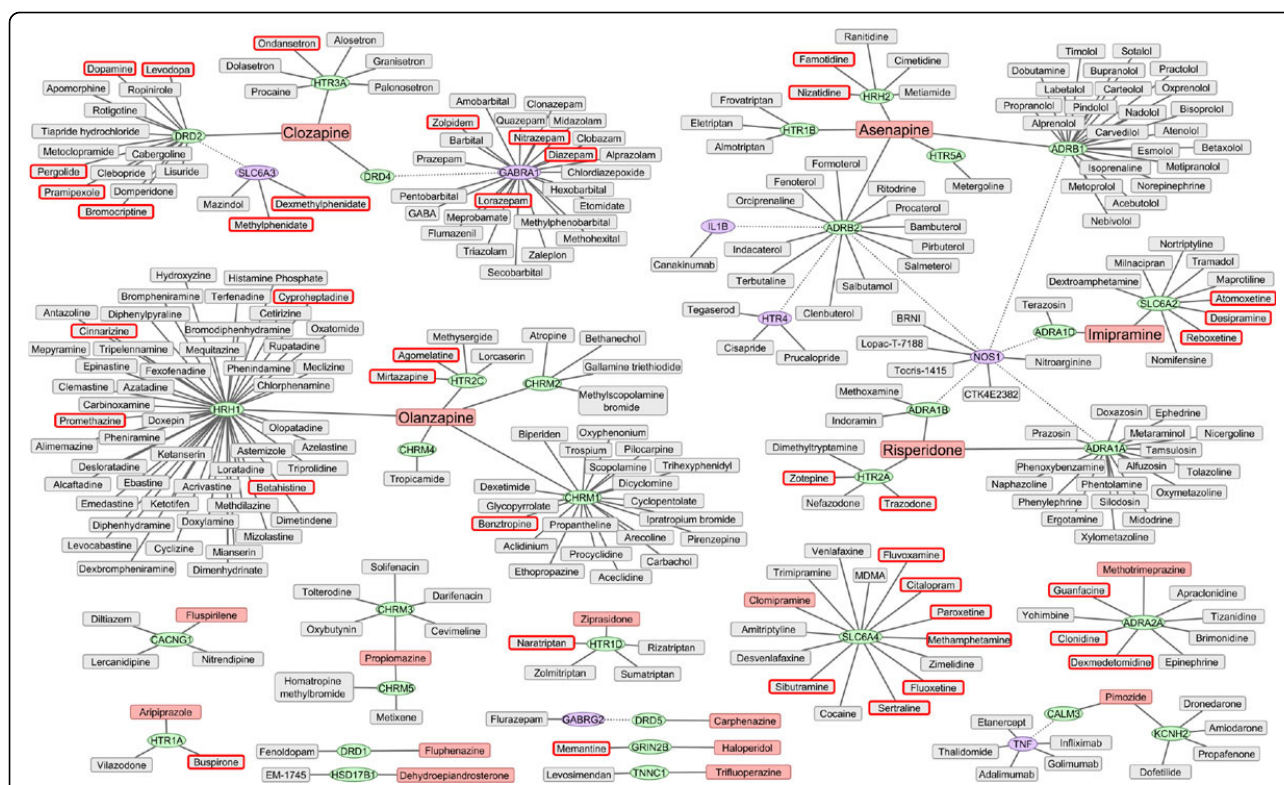 Ondansetron
Alosetron
Dolasetron
Granisetron
HTR3A
Procaine
Palonosetron
Dopamine
Levodopa
Apomorphine
Ropinirole
Rotigotine
Tiapride hydrochloride
DRD2
Clozapine
Metoclopramide
Cabergoline
Pergolide
Clebopride
Lisuride
Pramipexole
Domperidone
Bromocriptine
SLC6A3
Mazindol
Dexmethylphenidate
Methylphenidate
DRD4
Amobarbital
Clonazepam
Zolpidem
Quazepam
Midazolam
Barbital
Nitrazepam
Clobazam
Prazepam
Diazepam
Alprazolam
GABRA1
Chlordiazepoxide
Pentobarbital
Hexobarbital
GABA
Lorazepam
Etomidate
Meprobamate
Methylphenobarbital
Flumazenil
Methohexital
Triazolam
Zaleplon
Secobarbital
Ranitidine
Famotidine
Cimetidine
Nizatidine
HRH2
Metiamide
Frovatriptan
Eletriptan
HTR1B
Almotriptan
Asenapine
HTR5A
Metergoline
Timolol
Sotalol
Dobutamine
Bupranolol
Practolol
Labetalol
Carteolol
Oxprenolol
Propranolol
Pindolol
Nadolol
Bisoprolol
Alprenolol
Carvedilol
Atenolol
ADRB1
Esmolol
Betaxolol
Isoprenaline
Metipranolol
Metoprolol
Norepinephrine
Acebutolol
Nebivolol
Formoterol
Fenoterol
Ritodrine
Orciprenaline
Procaterol
IL1B
ADRB2
Bambuterol
Canakinumab
Indacaterol
Pirbuterol
Salmeterol
Terbutaline
Salbutamol
Clenbuterol
Tegaserod
HTR4
Cisapride
Prucalopride
Nortriptyline
Milnacipran
Tramadol
Dextroamphetamine
Maprotiline
SLC6A2
Atomoxetine
Terazosin
Desipramine
ADRA1D
Imipramine
Reboxetine
Nomifensine
BRNI
Lopac-T-7188
NOS1
Nitroarginine
Tocris-1415
CTK4E2382
Hydroxyzine
Histamine Phosphate
Brompheniramine
Terfenadine
Cyproheptadine
Antazoline
Diphenylpyraline
Cetirizine
Cinnarizine
Bromodiphenhydramine
Oxatomide
Mepyramine
Tripelennamine
Mequitazine
Rupatadine
Epinastine
Fexofenadine
Phenindamine
Meclizine
Clemastine
Azatadine
Chlorphenamine
Carbinoxamine
HRH1
Promethazine
Doxepin
Olopatadine
Pheniramine
Astemizole
Azelastine
Alimemazine
Ketanserin
Desloratadine
Loratadine
Triprolidine
Alcaftadine
Ebastine
Acrivastine
Betahistine
Emedastine
Ketotifen
Methdilazine
Dimetindene
Diphenhydramine
Doxylamine
Mizolastine
Levocabastine
Cyclizine
Mianserin
Dexbrompheniramine
Dimenhydrinate
Methysergide
Agomelatine
Lorcaserin
Mirtazapine
HTR2C
Olanzapine
Atropine
Bethanechol
Gallamine triethiodide
CHRM2
Methylscopolamine
bromide
CHRM4
Tropicamide
Oxyphenonium
Biperiden
Trospium
Pilocarpine
Scopolamine
Trihexyphenidyl
Dexetimide
Dicyclomine
CHRM1
Cyclopentolate
Glycopyrrolate
Benztropine
Propantheline
Ipratropium bromide
Arecoline
Pirenzepine
Aclidinium
Procyclidine
Carbachol
Ethopropazine
Aceclidine
Methoxamine
ADRA1B
Indoramin
Risperidone
Dimethyltryptamine
Zotepine
HTR2A
Nefazodone
Trazodone
Doxazosin
Ephedrine
Prazosin
Metaraminol
Nicergoline
ADRA1A
Tamsulosin
Phenoxybenzamine
Alfuzosin
Tolazoline
Naphazoline
Phentolamine
Oxymetazoline
Phenylephrine
Silodosin
Ergotamine
Midodrine
Xylometazoline
Fluspirilene
Diltiazem
CACNG1
Nitrendipine
Lercanidipine
Solifenacin
Tolterodine
Darifenacin
CHRM3
Oxybutynin
Cevimeline
Propiomazine
Homatropine
methylbromide
CHRM5
Metixene
Ziprasidone
Naratriptan
HTR1D
Rizatriptan
Zolmitriptan
Sumatriptan
Venlafaxine
Fluvoxamine
Trimipramine
MDMA
Citalopram
Clomipramine
Paroxetine
Amitriptyline
SLC6A4
Methamphetamine
Desvenlafaxine
Zimelidine
Sibutramine
Fluoxetine
Cocaine
Sertraline
Methotrimeprazine
Guanfacine
Apraclonidine
Yohimbine
ADRA2A
Tizanidine
Clonidine
Brimonidine
Dexmedetomidine
Epinephrine
Aripiprazole
HTR1A
Vilazodone
Buspirone
Flurazepam
GABRG2
DRD5
Carphenazine
Fenoldopam
DRD1
Fluphenazine
Memantine
GRIN2B
Haloperidol
EM-1745
HSD17B1
Dehydroepiandrosterone
Levosimendan
TNNC1
Trifluoperazine
Pimozide
Etanercept
CALM3
Dronedarone
Thalidomide
TNF
Infliximab
KCNH2
Amiodarone
Adalimumab
Golimumab
Propafenone
Dofetilide